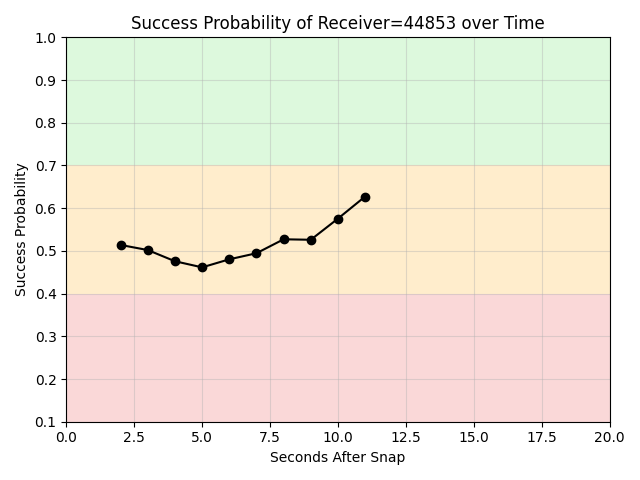 Success Probability of Receiver=44853 over Time
1.0
0.9
0.8
0.7
0.6
0.5
0.4
0.3
0.2
0.1
Success Probability
0.0 2.5 5.0 7.5 10.0 12.5 15.0 17.5 20.0
Seconds After Snap